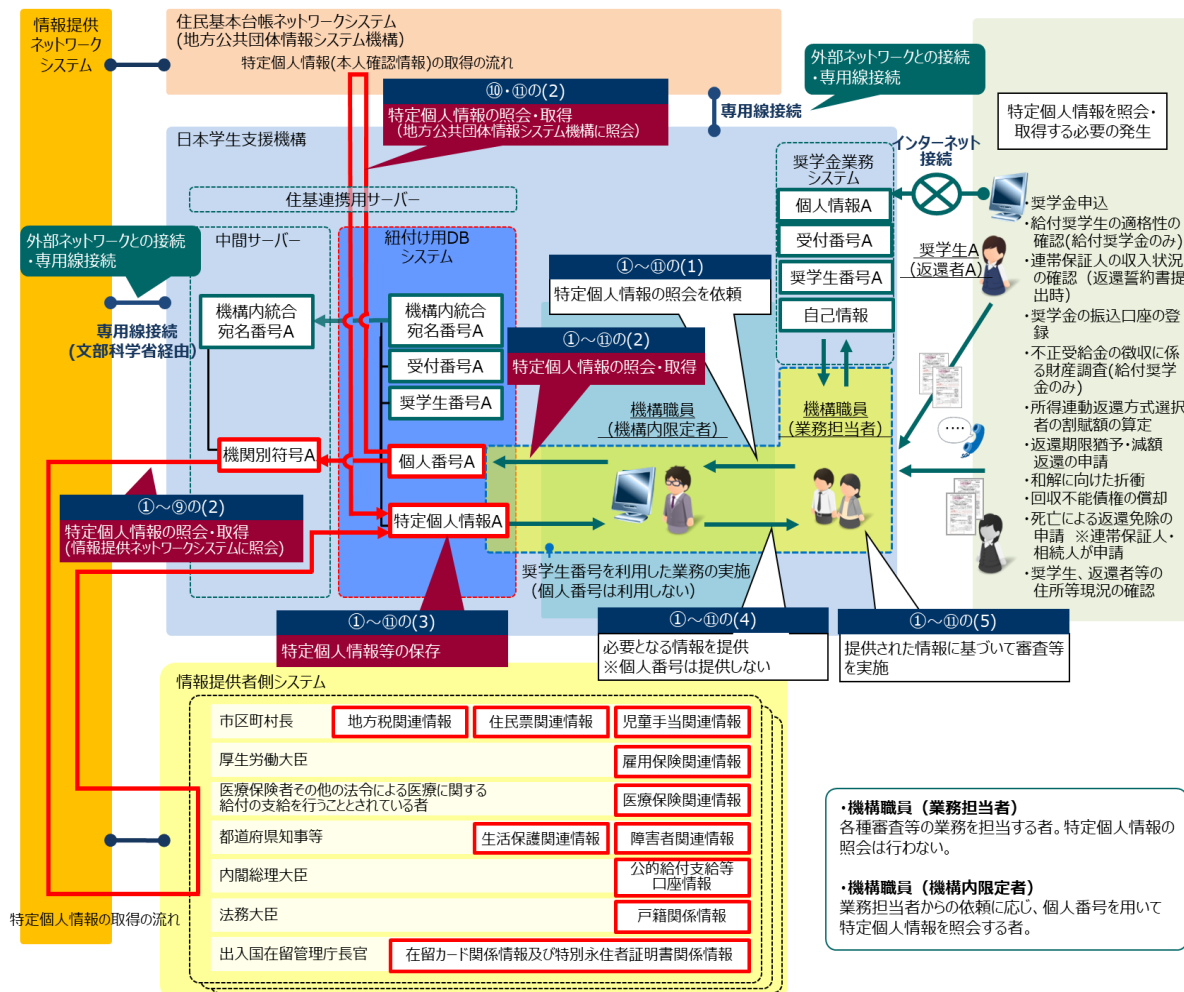 情報提供
ネットワーク
システム
住民基本台帳ネットワークシステム
(地方公共団体情報システム機構)
特定個人情報(本人確認情報)の取得の流れ
外部ネットワークとの接続
・専用線接続
⑩・⑪の(2)
特定個人情報の照会・取得
(地方公共団体情報システム機構に照会)
専用線接続
特定個人情報を照会・
取得する必要の発生
日本学生支援機構
インターネット
接続
奨学金業務
システム
個人情報A
受付番号A
奨学生番号A
自己情報
住基連携用サーバー
中間サーバー
紐付け用DB
システム
外部ネットワークとの接続
・専用線接続
専用線接続
(文部科学省経由)
機構内統合
宛名番号A
機構内統合
宛名番号A
受付番号A
奨学生番号A
機関別符号A
個人番号A
特定個人情報A
①～⑪の(1)
特定個人情報の照会を依頼
①～⑪の(2)
特定個人情報の照会・取得
機構職員
(機構内限定者)
機構職員
(業務担当者)
奨学生A
(返還者A)
・奨学金申込
・給付奨学生の適格性の
確認(給付奨学金のみ)
・連帯保証人の収入状況
の確認（返還誓約書提
出時）
・奨学金の振込口座の登
録
・不正受給金の徴収に係
る財産調査(給付奨学
金のみ)
・所得連動返還方式選択
者の割賦額の算定
・返還期限猶予・減額
返還の申請
・和解に向けた折衝
・回収不能債権の償却
・死亡による返還免除の
申請 ※連帯保証人・
相続人が申請
・奨学生、返還者等の
住所等現況の確認
①～⑨の(2)
特定個人情報の照会・取得
(情報提供ネットワークシステムに照会)
奨学生番号を利用した業務の実施
(個人番号は利用しない)
①～⑪の(3)
特定個人情報等の保存
①～⑪の(4)
必要となる情報を提供
※個人番号は提供しない
①～⑪の(5)
提供された情報に基づいて審査等
を実施
情報提供者側システム
市区町村長
地方税関連情報
住民票関連情報
児童手当関連情報
厚生労働大臣
雇用保険関連情報
医療保険者その他の法令による医療に関する
給付の支給を行うこととされている者
医療保険関連情報
都道府県知事等
生活保護関連情報
障害者関連情報
内閣総理大臣
公的給付支給等
口座情報
法務大臣
戸籍関係情報
出入国在留管理庁長官
在留カード関係情報及び特別永住者証明書関係情報
特定個人情報の取得の流れ
・機構職員（業務担当者）
各種審査等の業務を担当する者。特定個人情報の
照会は行わない。
・機構職員（機構内限定者）
業務担当者からの依頼に応じ、個人番号を用いて
特定個人情報を照会する者。